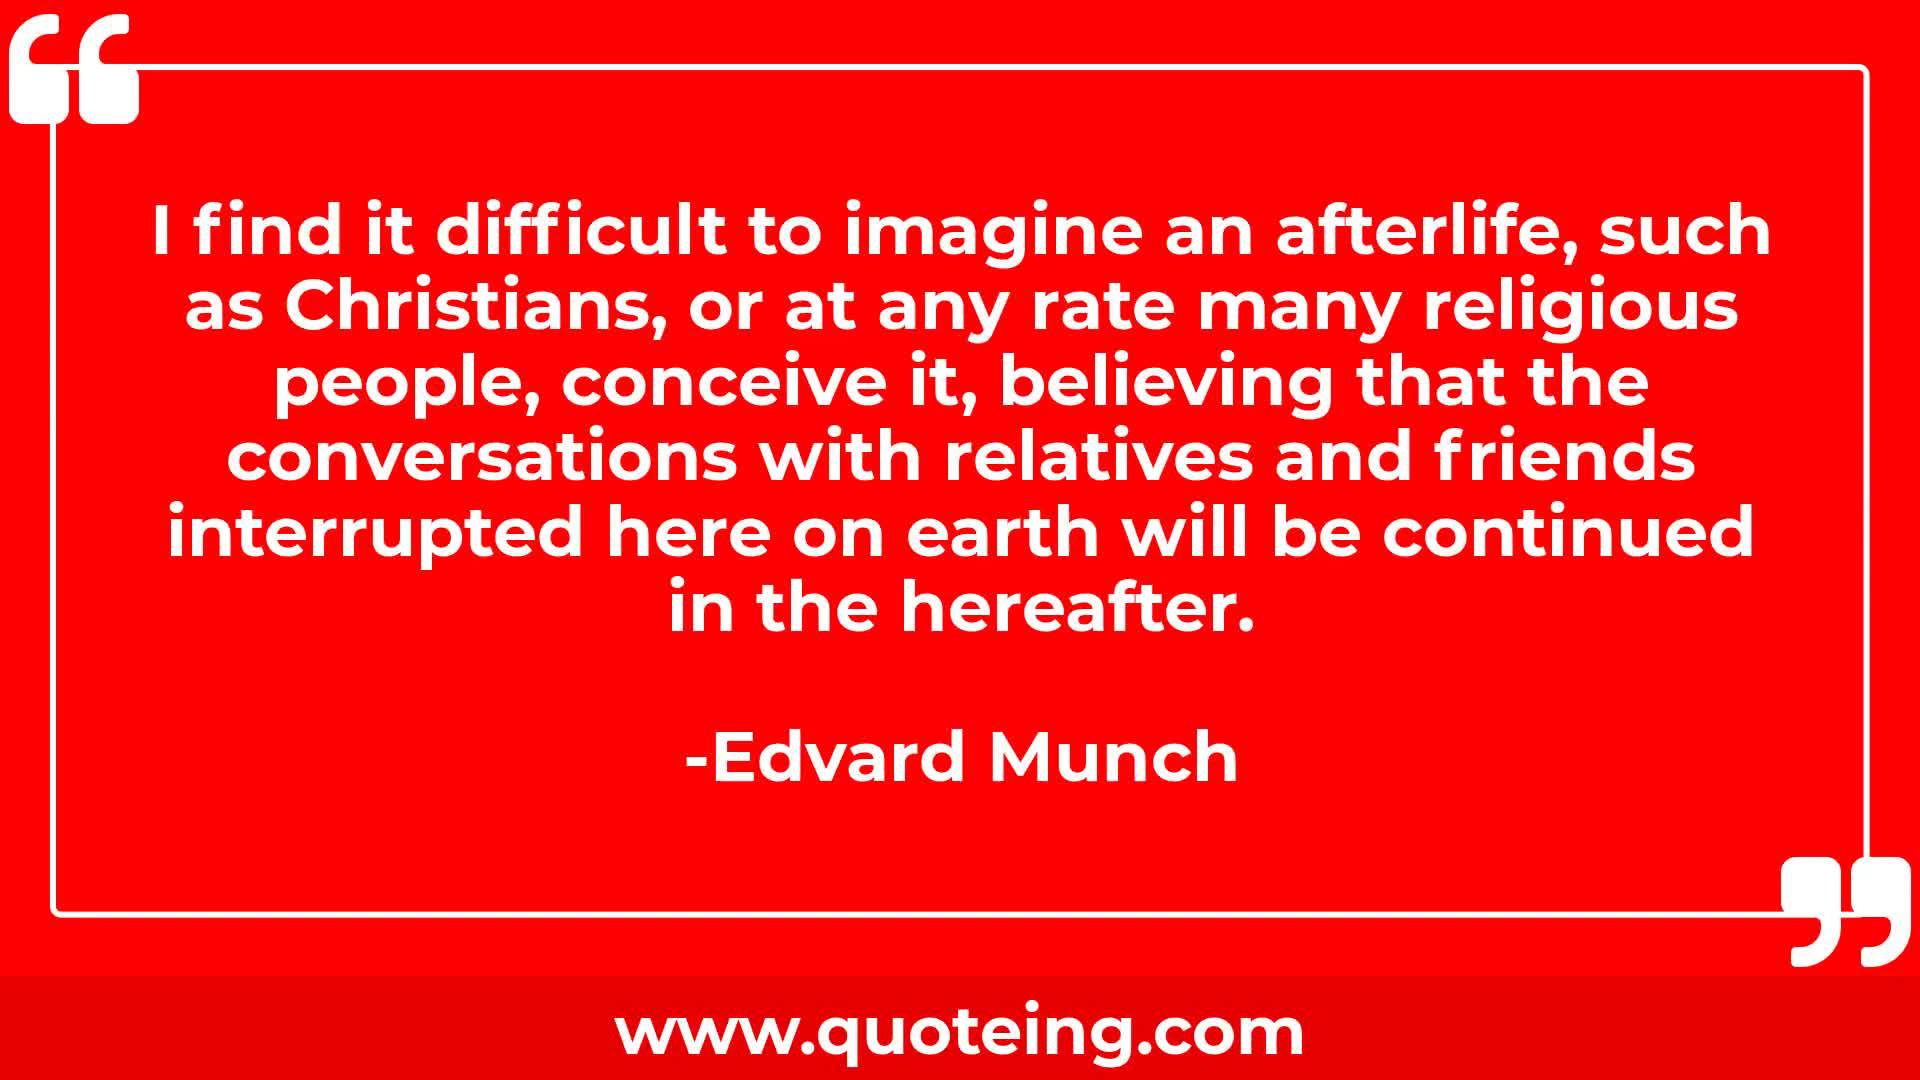 I find it difficult to imagine an afterlife, such
as Christians, or at any rate many religious
people, conceive it, believing that the
conversations with relatives and friends
interrupted here on earth will be continued
in the hereafter.
-Edvard Munch
www.quoteing.com